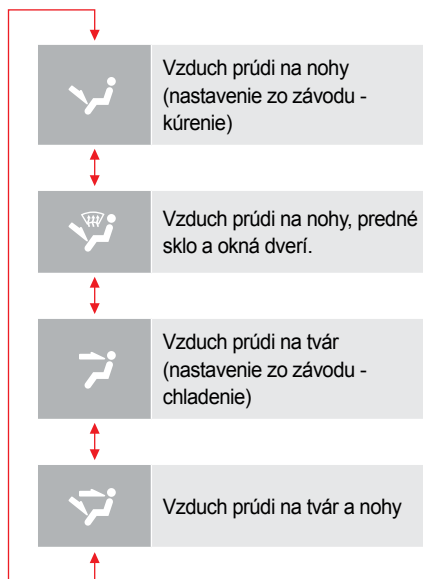 Vzduch prúdi na nohy
(nastavenie zo závodu -
kúrenie)
Vzduch prúdi na nohy, predné
sklo a okná dverí.
Vzduch prúdi na tvár
(nastavenie zo závodu -
chladenie)
Vzduch prúdi na tvár a nohy